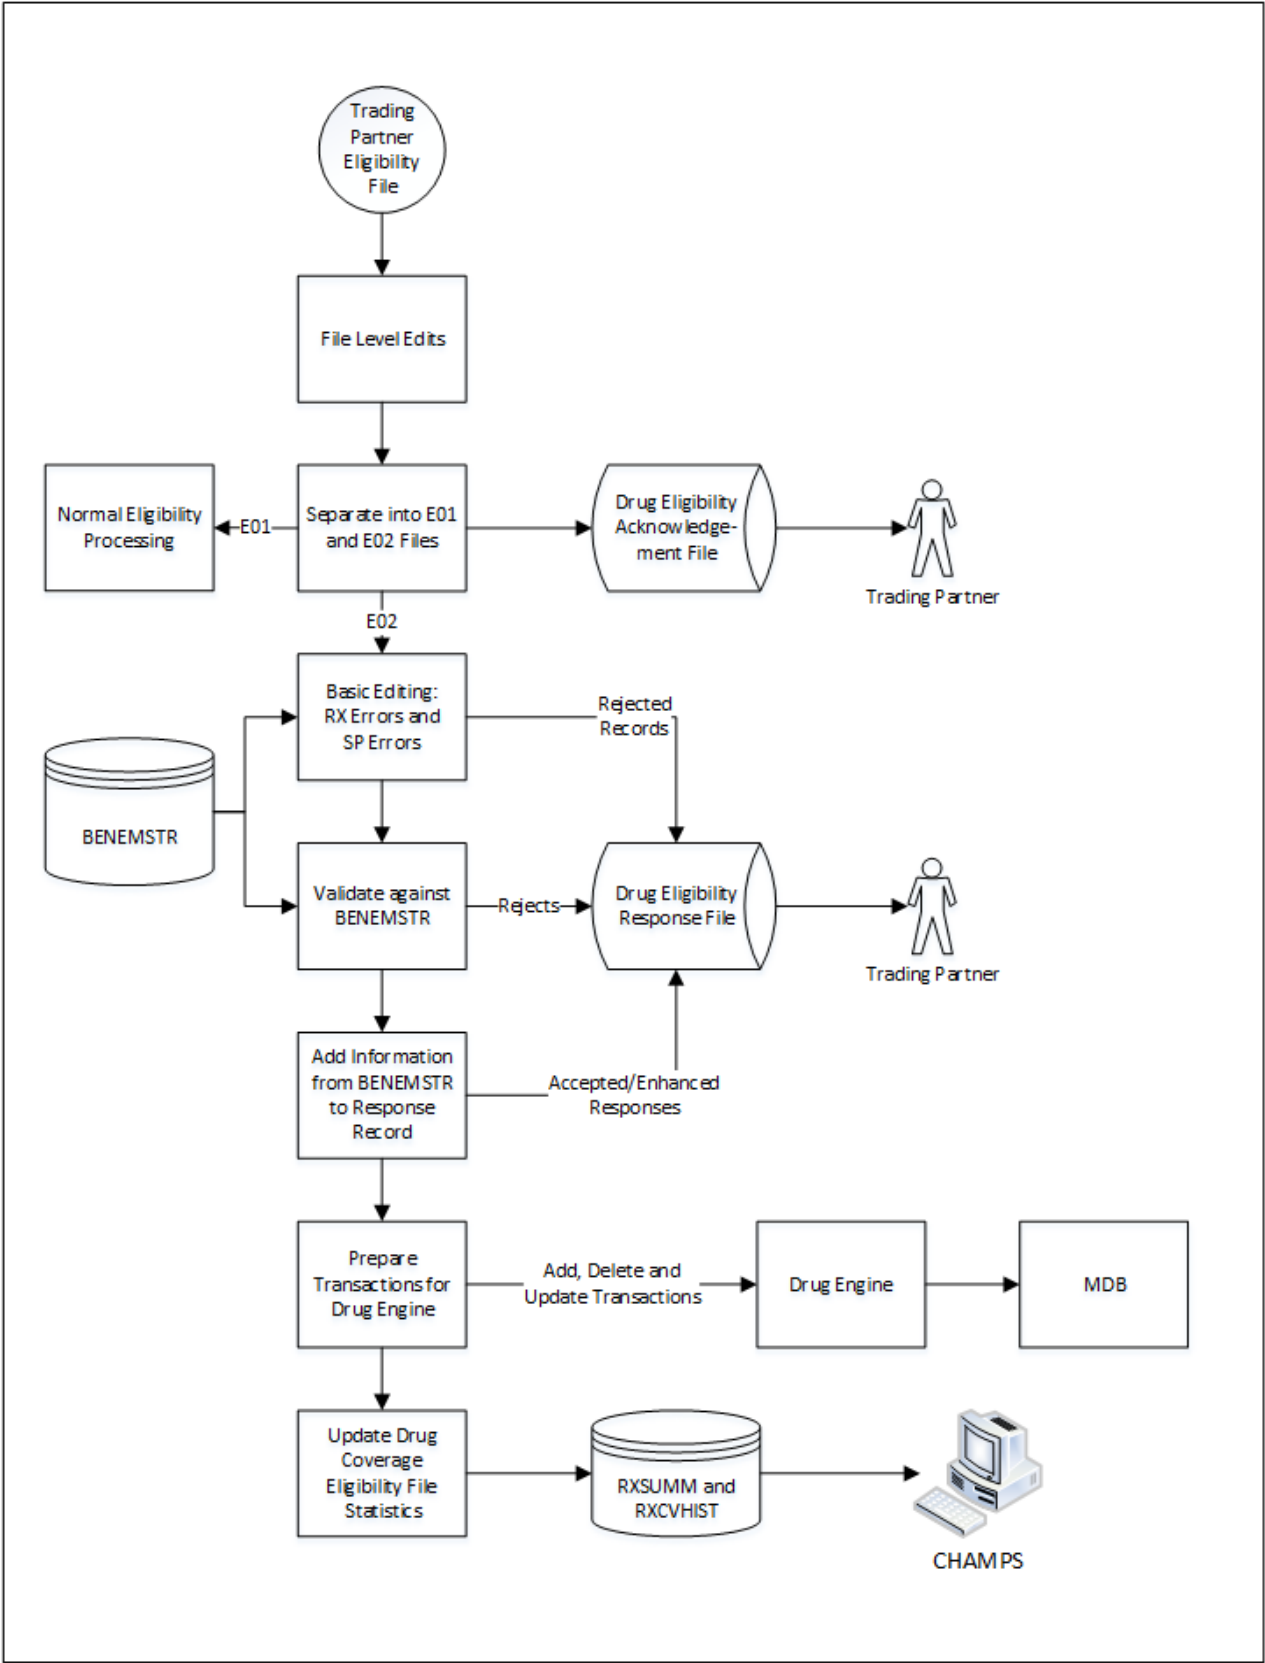 Trading
Partner
Eligibility
File
File Level Edits
Normal Eligibility
Processing
E01
Separate into E01
and E02 Files
Drug Eligibility
Acknowledge-
ment File
Trading Partner
E02
Basic Editing:
RX Errors and
SP Errors
Rejected
Records
BENEMSTR
Validate against
BENEMSTR
Rejects
Drug Eligibility
Response File
Trading Partner
Add Information
from BENEMSTR
to Response
Record
Accepted/Enhanced
Responses
Prepare
Transactions for
Drug Engine
Add, Delete and
Update Transactions
Drug Engine
MDB
Update Drug
Coverage
Eligibility File
Statistics
RXSUMM and
RXCVHIST
CHAMPS